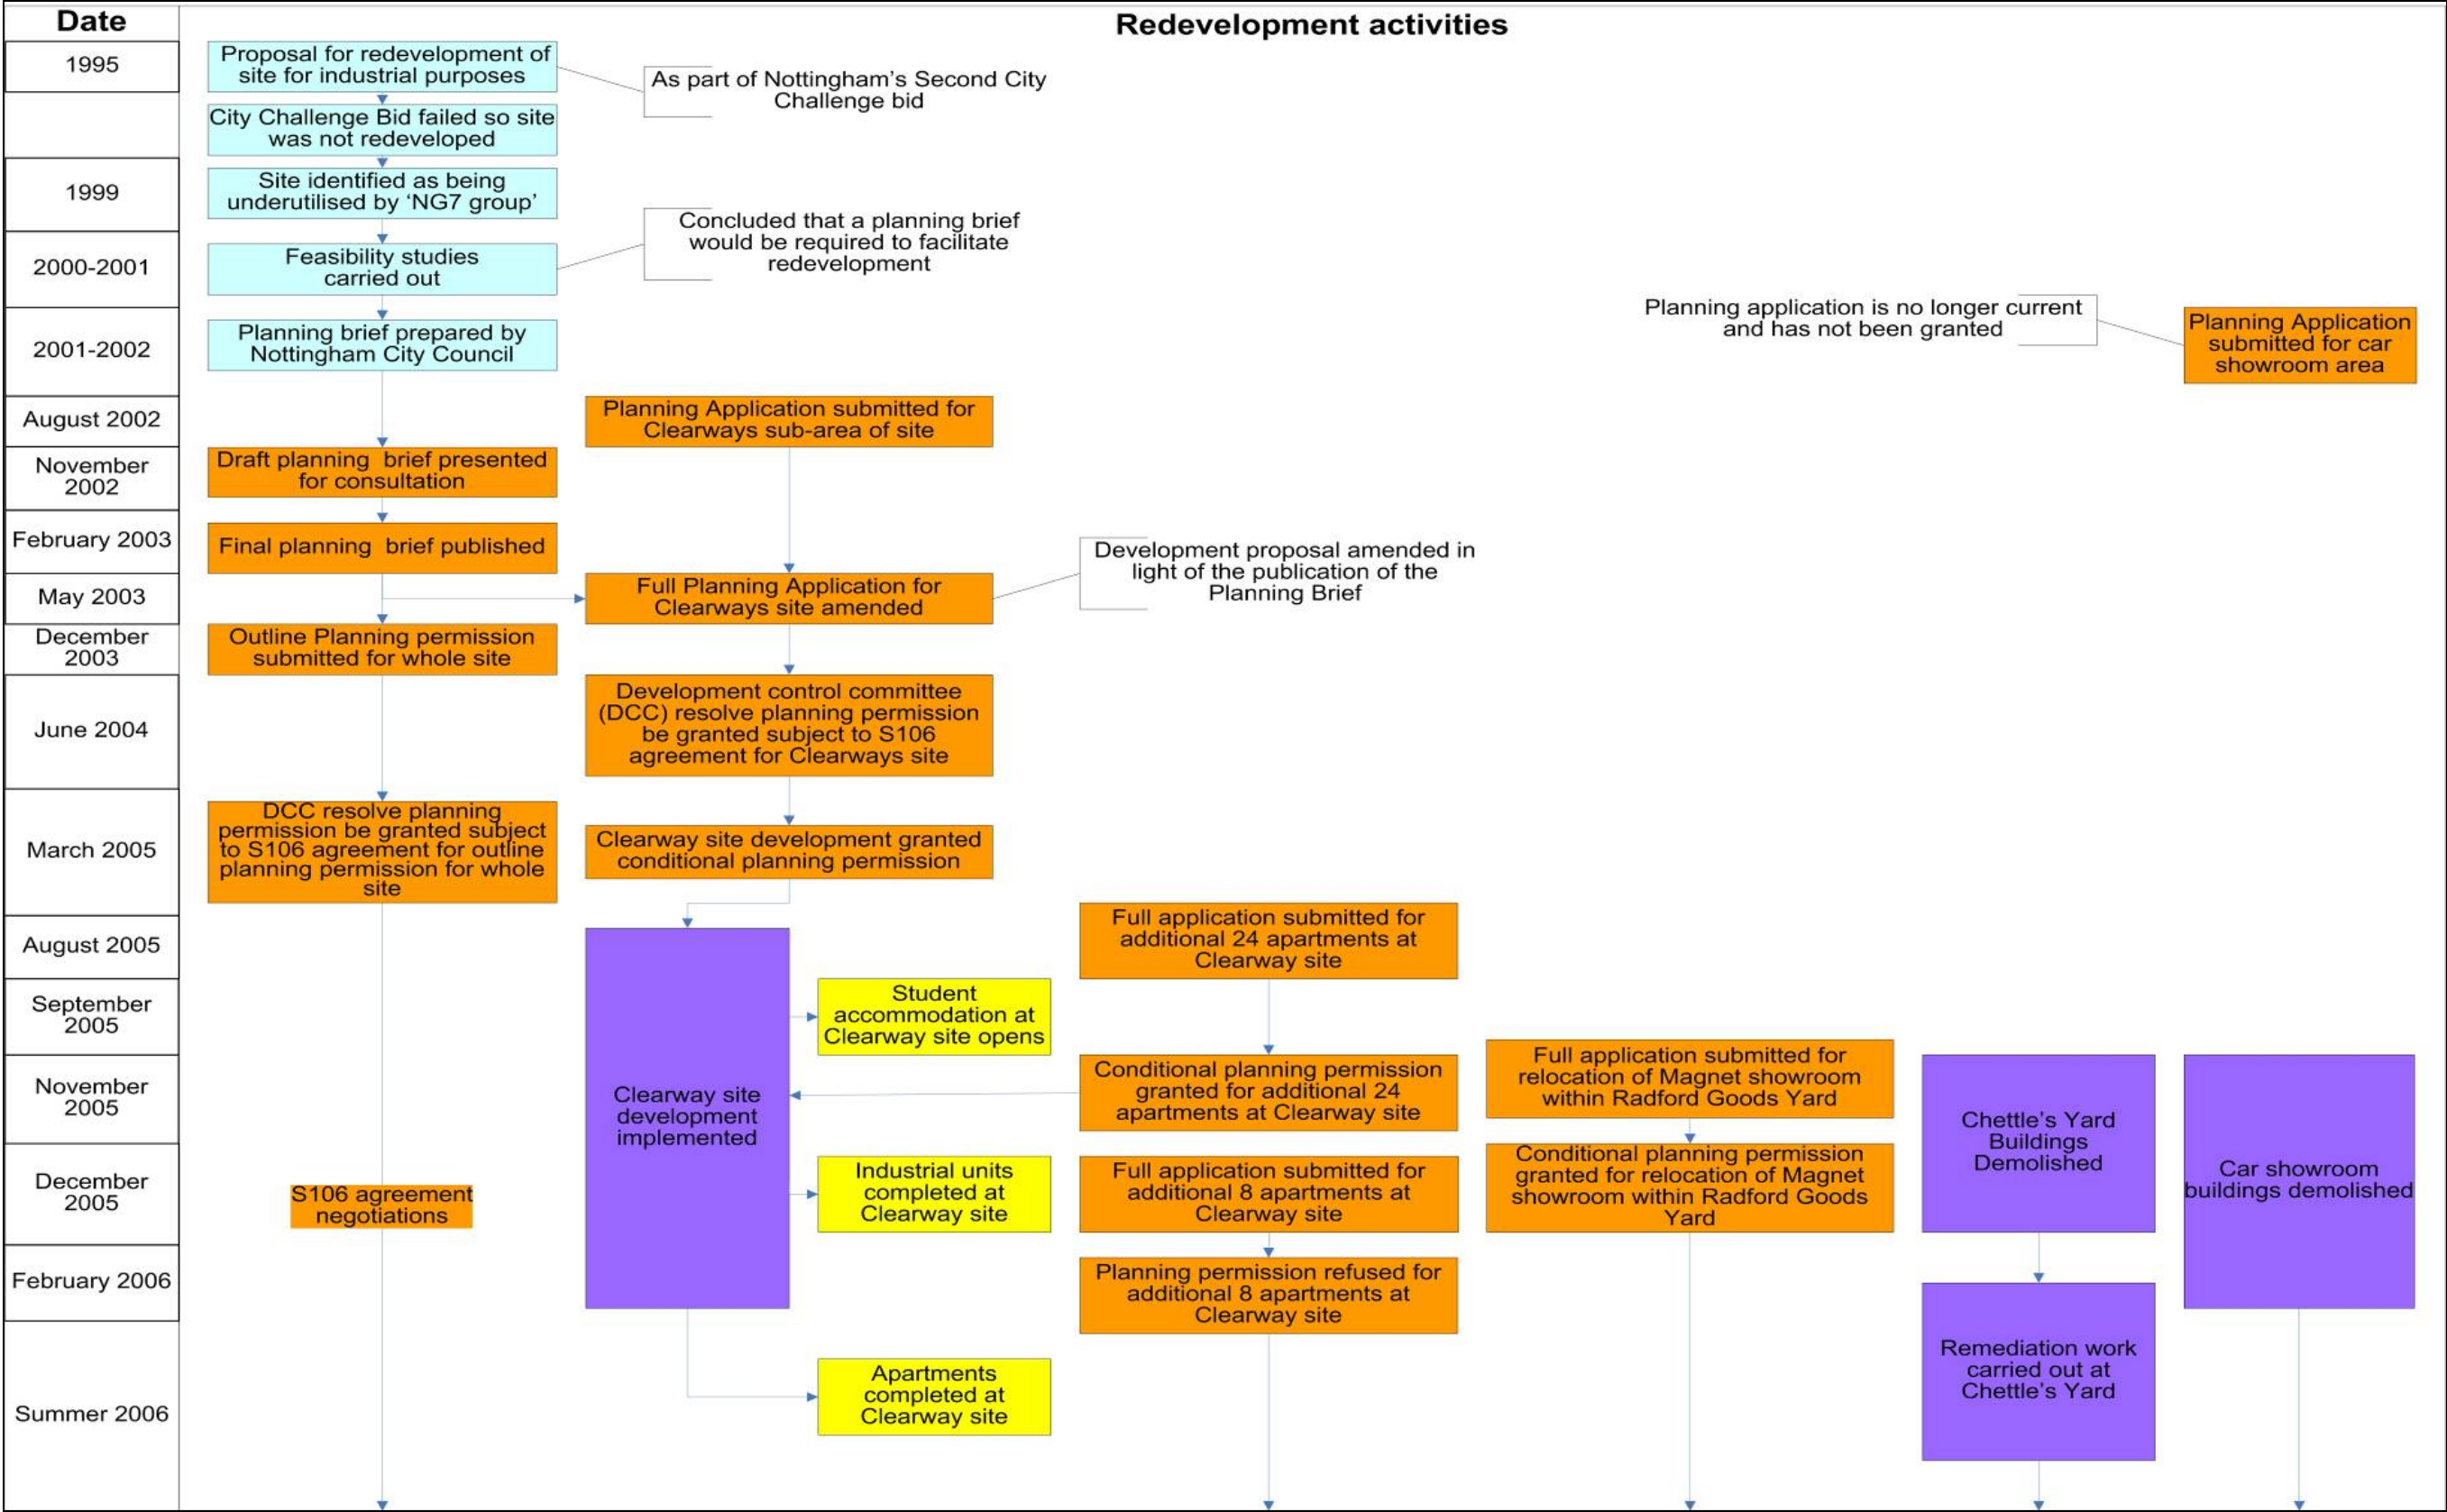 Date
Redevelopment activities
1995
Proposal for redevelopment of
site for industrial purposes
As part of Nottingham's Second City
Challenge bid
City Challenge Bid failed so site
was not redeveloped
1999
Site identified as being
underutilised by 'NG7 group'
Concluded that a planning brief
would be required to facilitate
redevelopment
2000-2001
Feasibility studies
carried out
Planning application is no longer current
and has not been granted
Planning Application
submitted for car
showroom area
2001-2002
Planning brief prepared by
Nottingham City Council
August 2002
Planning Application submitted for
Clearways sub-area of site
November
2002
Draft planning brief presented
for consultation
February 2003
Final planning brief published
Development proposal amended in
light of the publication of the
Planning Brief
May 2003
Full Planning Application for
Clearways site amended
December
2003
Outline Planning permission
submitted for whole site
June 2004
Development control committee
(DCC) resolve planning permission
be granted subject to S106
agreement for Clearways site
March 2005
DCC resolve planning
permission be granted subject
to S106 agreement for outline
planning permission for whole
site
Clearway site development granted
conditional planning permission
August 2005
Full application submitted for
additional 24 apartments at
Clearway site
September
2005
Student
accommodation at
Clearway site opens
November
2005
Clearway site
development
implemented
Conditional planning permission
granted for additional 24
apartments at Clearway site
Full application submitted for
relocation of Magnet showroom
within Radford Goods Yard
Chettle's Yard
Buildings
Demolished
Car showroom
buildings demolished
December
2005
S106 agreement
negotiations
Industrial units
completed at
Clearway site
Full application submitted for
additional 8 apartments at
Clearway site
Conditional planning permission
granted for relocation of Magnet
showroom within Radford Goods
Yard
February 2006
Planning permission refused for
additional 8 apartments at
Clearway site
Summer 2006
Apartments
completed at
Clearway site
Remediation work
carried out at
Chettle's Yard